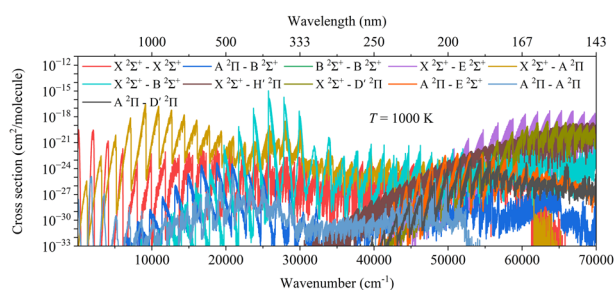 Wavelength (nm)
1000 500 333 250 200 167 143
X ²Σ⁺ - X ²Σ⁺ A ²Π - B ²Σ⁺ B ²Σ⁺ - B ²Σ⁺ X ²Σ⁺ - E ²Σ⁺ X ²Σ⁺ - A ²Π
X ²Σ⁺ - B ²Σ⁺ X ²Σ⁺ - H′ ²Π X ²Σ⁺ - D′ ²Π A ²Π - E ²Σ⁺ A ²Π - A ²Π
A ²Π - D′ ²Π
T = 1000 K
Cross section (cm²/molecule)
10⁻¹²
10⁻¹⁵
10⁻¹⁸
10⁻²¹
10⁻²⁴
10⁻²⁷
10⁻³⁰
10⁻³³
0 10000 20000 30000 40000 50000 60000 70000
Wavenumber (cm⁻¹)